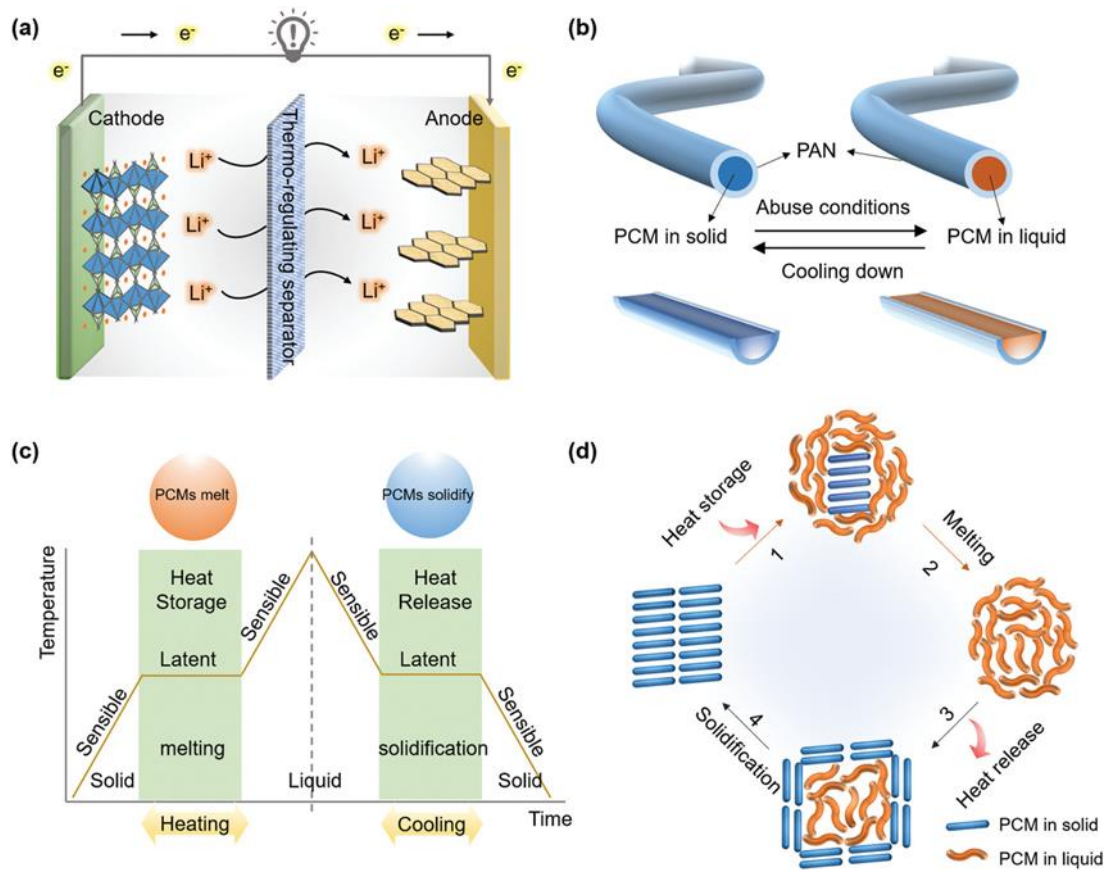 (a)
e-
e-
e-
e-
Cathode
Anode
Thermo-regulating separator
Li+
Li+
Li+
Li+
Li+
Li+
(b)
PAN
PCM in solid
Abuse conditions
PCM in liquid
Cooling down
(c)
PCMs melt
PCMs solidify
Temperature
Heat
Storage
Sensible
Sensible
Heat
Release
Latent
Latent
Sensible
Sensible
melting
solidification
Solid
Liquid
Solid
Heating
Cooling
Time
(d)
Heat storage
1
Melting
2
3
Heat release
4
Solidification
PCM in solid
PCM in liquid